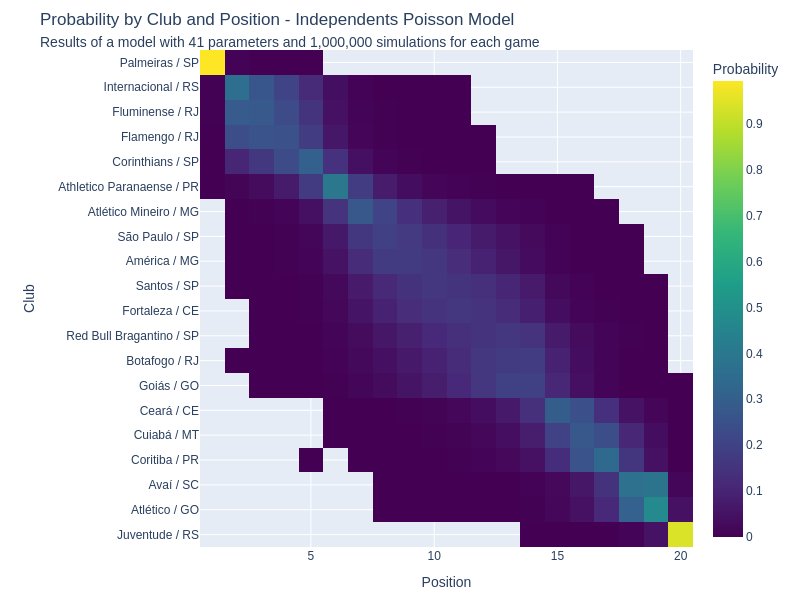 Probability by Club and Position - Independents Poisson Model
Results of a model with 41 parameters and 1,000,000 simulations for each game
Probability
Palmeiras / SP
Internacional / RS
Fluminense / RJ
Flamengo / RJ
Corinthians / SP
Athletico Paranaense / PR
Atlético Mineiro / MG
São Paulo / SP
América / MG
Santos / SP
Fortaleza / CE
Red Bull Bragantino / SP
Botafogo / RJ
Goiás / GO
Ceará / CE
Cuiabá / MT
Coritiba / PR
Avaí / SC
Atlético / GO
Juventude / RS
Club
5
10
15
20
Position
0.9
0.8
0.7
0.6
0.5
0.4
0.3
0.2
0.1
0